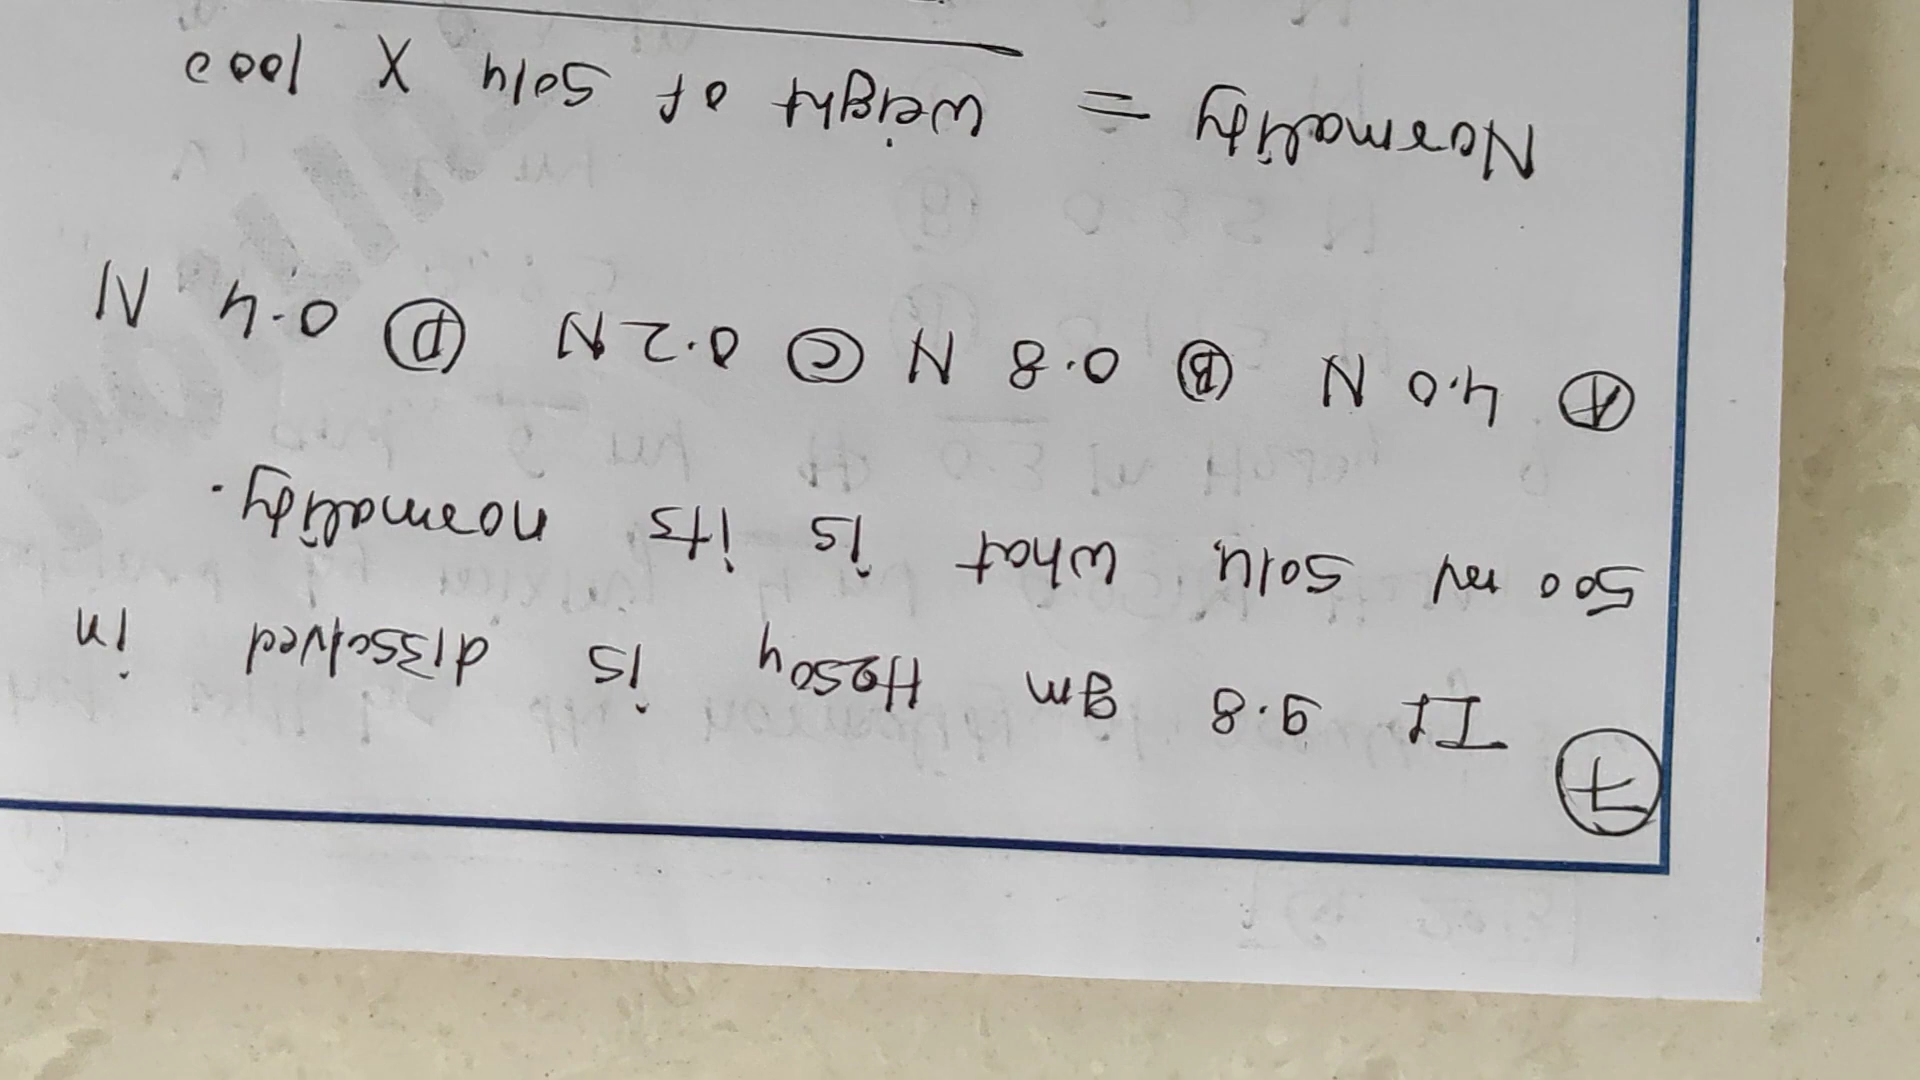 7 If 9.8 gm H2SO4 is dissolved in
500 ml soln, what is its normality.
A 4.0 N B 0.8 N C 0.2 N D 0.4 N
Normality = weight of soln X 1000